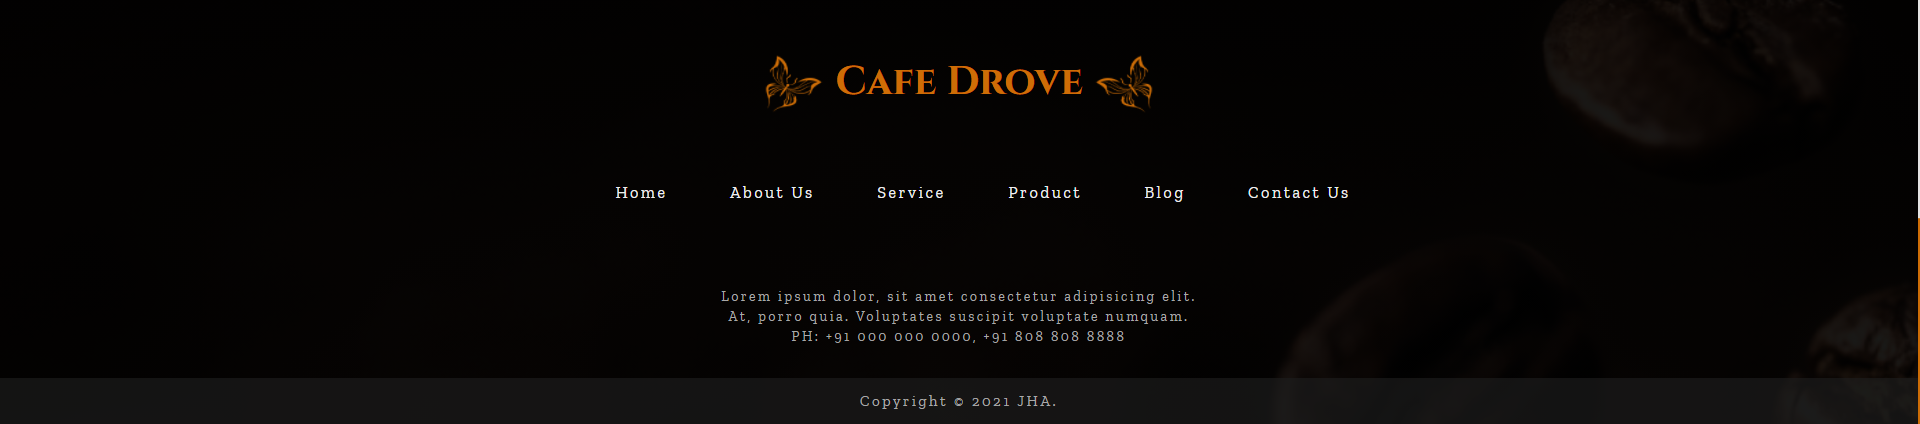 Cafe Drove
Home About Us Service Product Blog Contact Us
Lorem ipsum dolor, sit amet consectetur adipisicing elit.
At, porro quia. Voluptates suscipit voluptate numquam.
PH: +91 000 000 0000, +91 808 808 8888
Copyright © 2021 JHA.